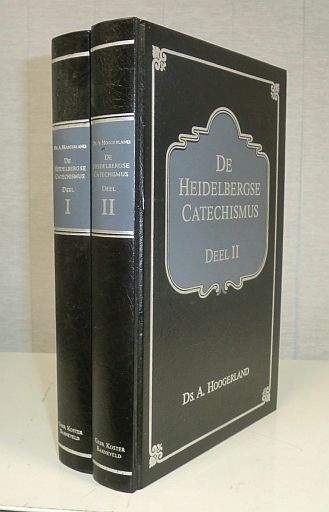 Ds. A. Hoogerland
De
Heidelbergse
Catechismus
Deel
I
Gebr. Koster
Barneveld
Ds. A. Hoogerland
De
Heidelbergse
Catechismus
Deel
II
Gebr. Koster
Barneveld
De
Heidelbergse
Catechismus
Deel II
Ds. A. Hoogerland